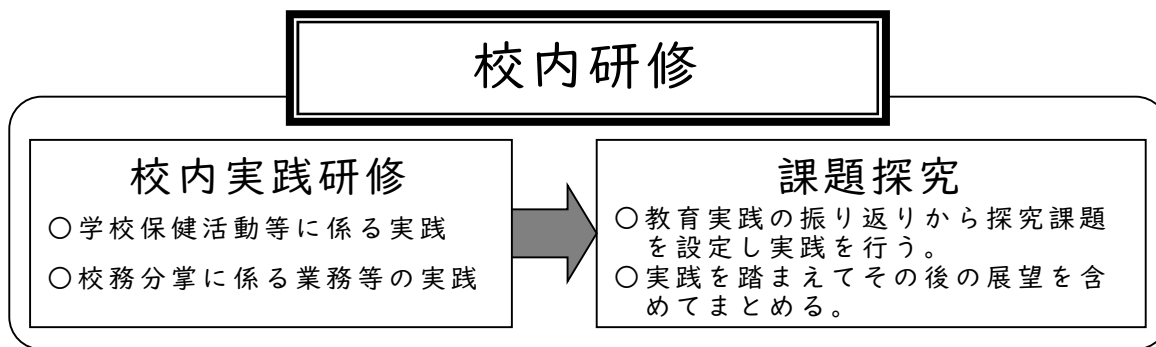 校内研修
校内実践研修
○学校保健活動等に係る実践
○校務分掌に係る業務等の実践
課題探究
○教育実践の振り返りから探究課題
を設定し実践を行う。
○実践を踏まえてその後の展望を含
めてまとめる。